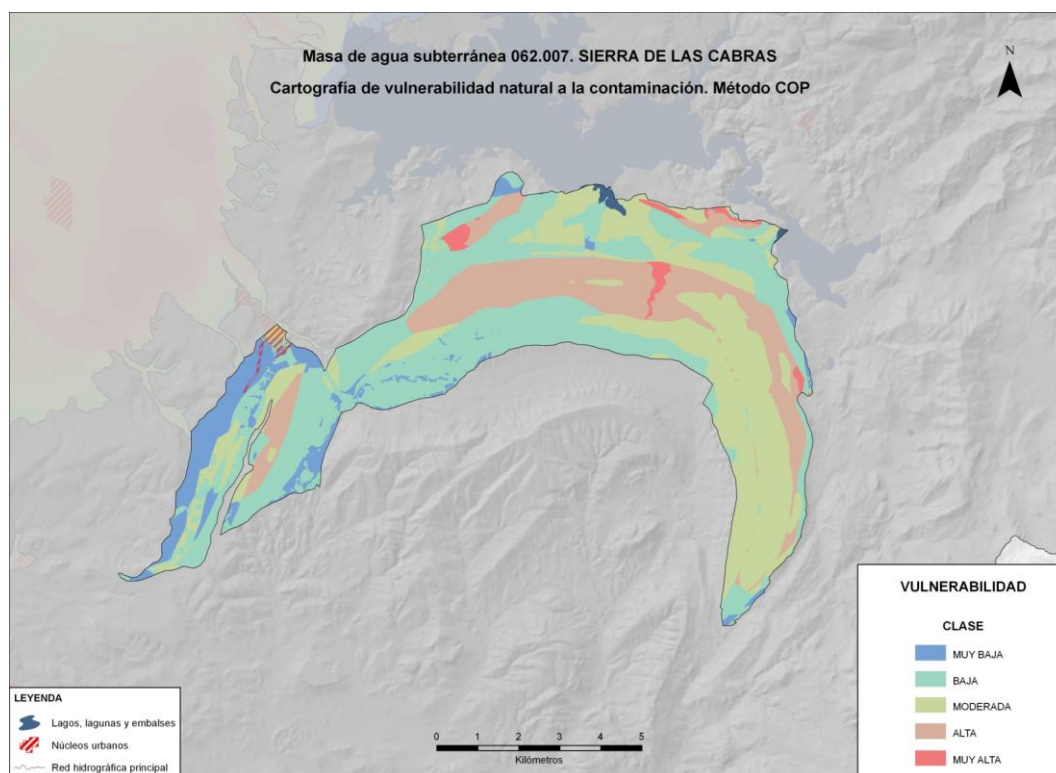 Masa de agua subterránea 062.007. SIERRA DE LAS CABRAS
Cartografía de vulnerabilidad natural a la contaminación. Método COP
N
VULNERABILIDAD
CLASE
MUY BAJA
BAJA
MODERADA
ALTA
MUY ALTA
LEYENDA
Lagos, lagunas y embalses
Núcleos urbanos
Red hidrográfica principal
0 1 2 3 4 5
Kilómetros